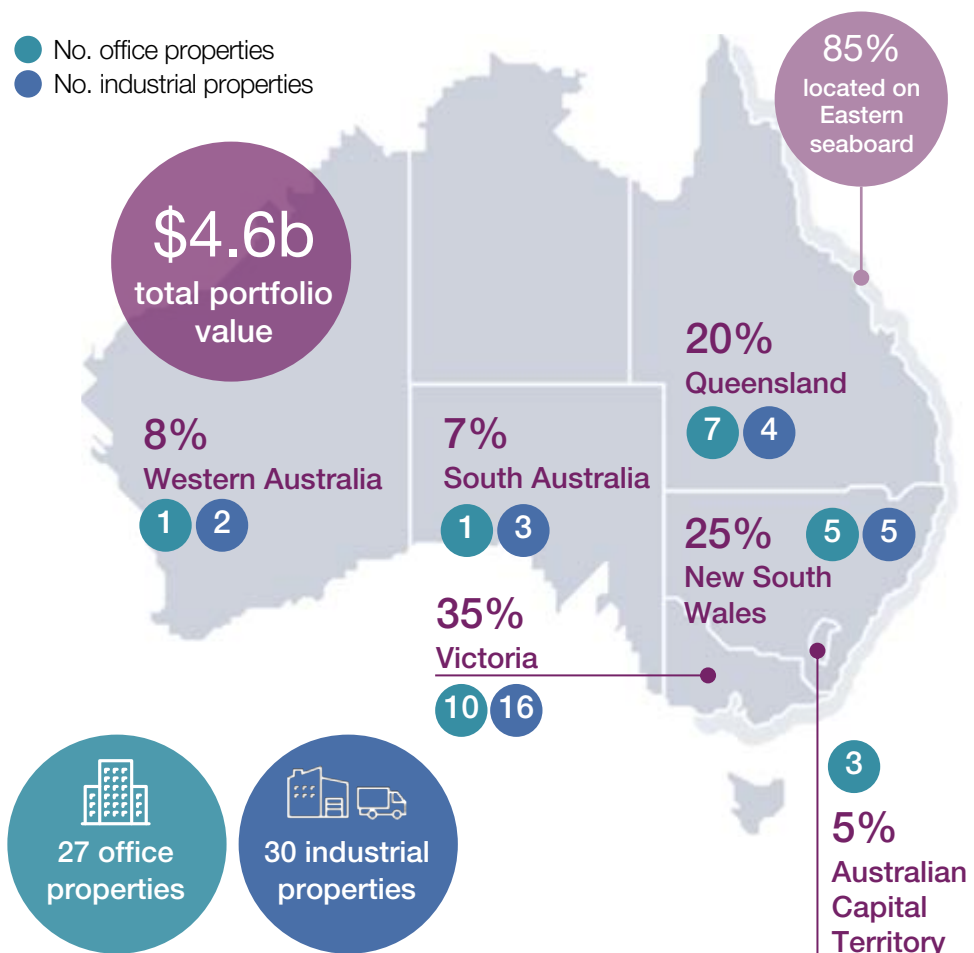 No. office properties
No. industrial properties
85%
located on
Eastern
seaboard
$4.6b
total portfolio
value
20%
Queensland
7 4
8%
Western Australia
1 2
7%
South Australia
1 3
25% 5 5
New South
Wales
35%
Victoria
10 16
3
5%
Australian
Capital
Territory
27 office
properties
30 industrial
properties